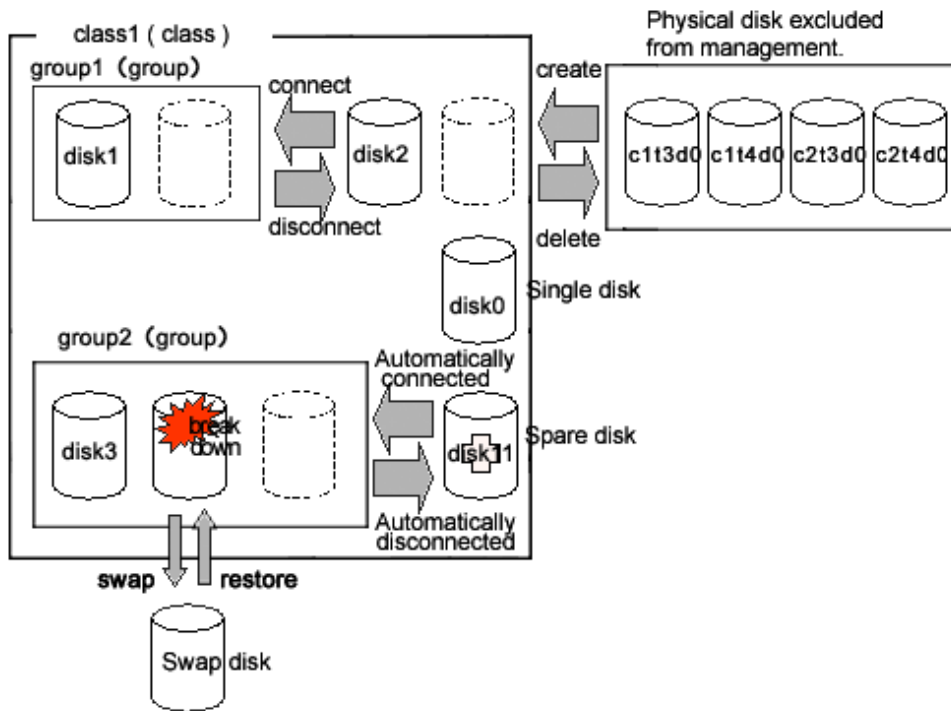 class1 ( class )
Physical disk excluded
from management.
group1 (group)
connect
create
disk1
disk2
c1t3d0 c1t4d0 c2t3d0 c2t4d0
disconnect
delete
disk0
Single disk
group2 (group)
Automatically
connected
disk3
break
down
disk11
Spare disk
Automatically
disconnected
swap
restore
Swap disk